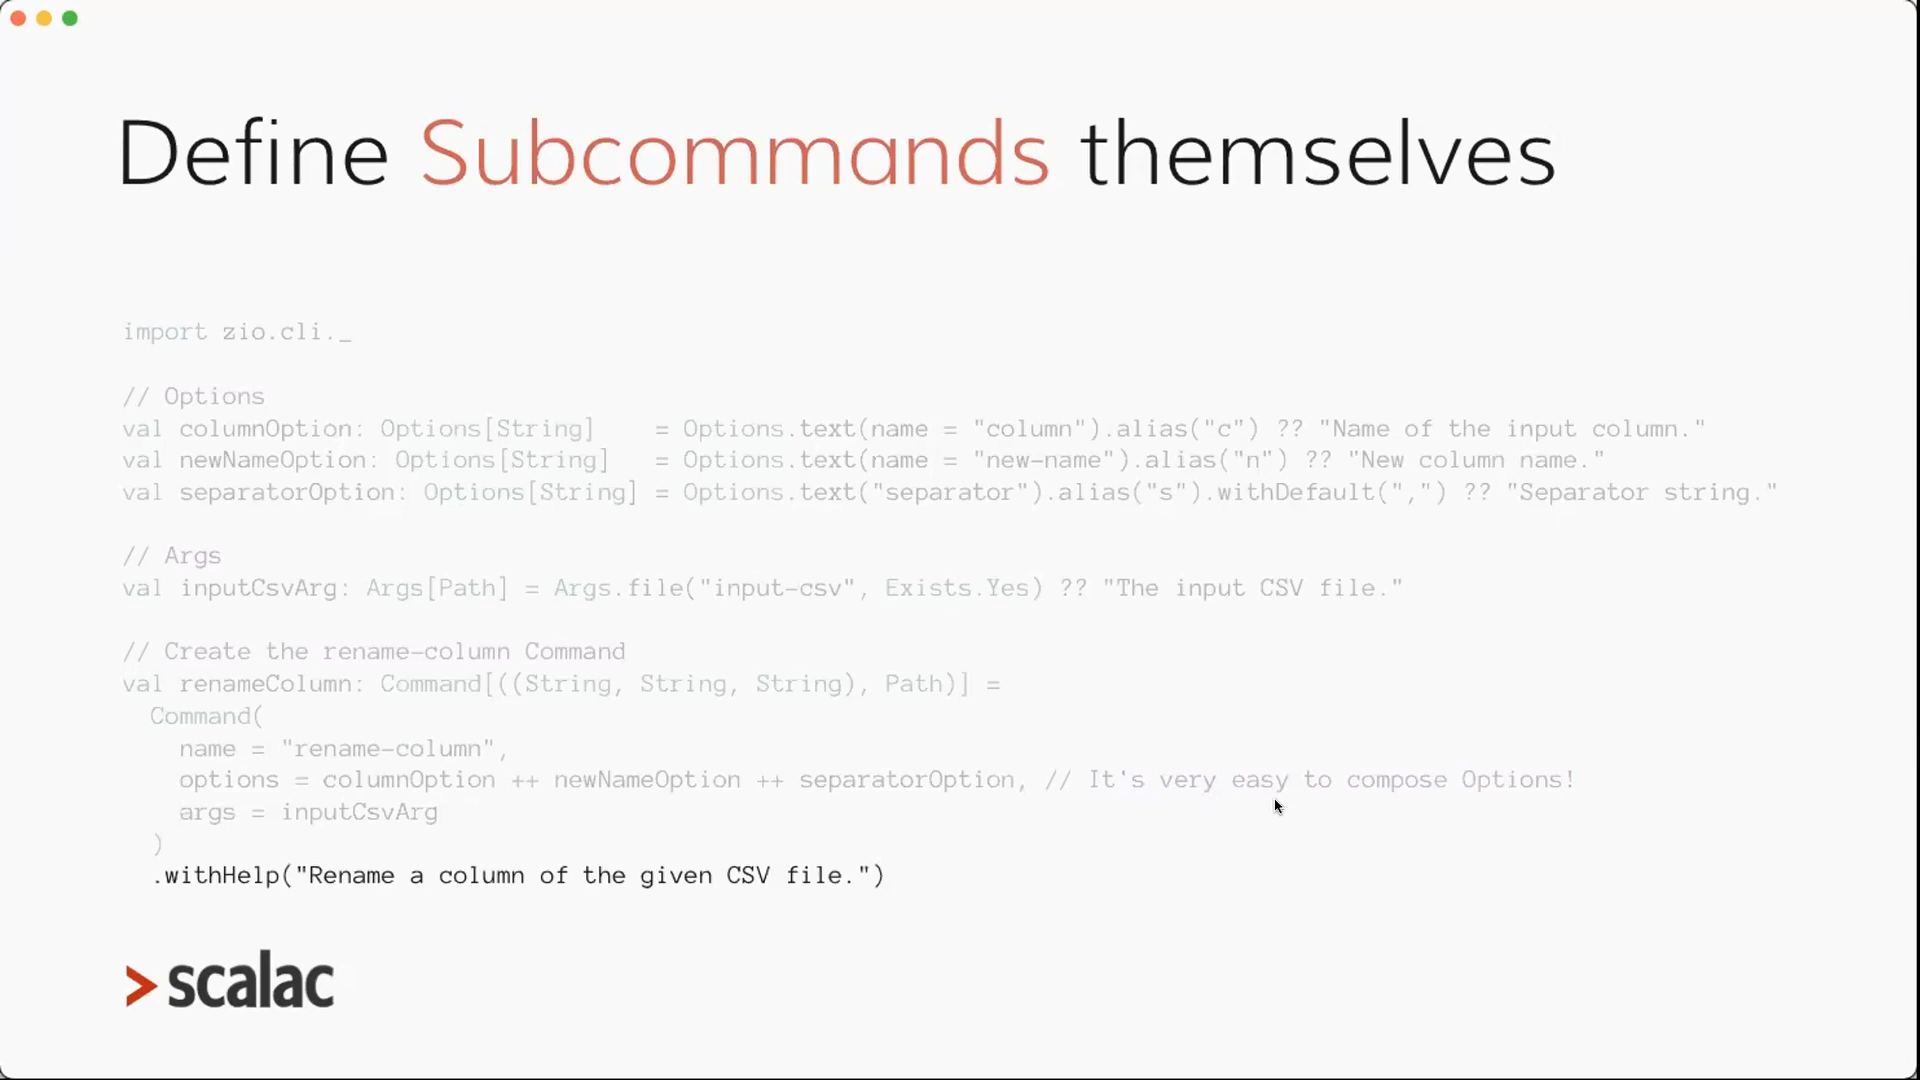 Define Subcommands themselves
import zio.cli._
// Options
val columnOption: Options[String]    = Options.text(name = "column").alias("c") ?? "Name of the input column."
val newNameOption: Options[String]   = Options.text(name = "new-name").alias("n") ?? "New column name."
val separatorOption: Options[String] = Options.text("separator").alias("s").withDefault(",") ?? "Separator string."
// Args
val inputCsvArg: Args[Path] = Args.file("input-csv", Exists.Yes) ?? "The input CSV file."
// Create the rename-column Command
val renameColumn: Command[((String, String, String), Path)] =
  Command(
    name = "rename-column",
    options = columnOption ++ newNameOption ++ separatorOption, // It's very easy to compose Options!
    args = inputCsvArg
  )
  .withHelp("Rename a column of the given CSV file.")
scalac